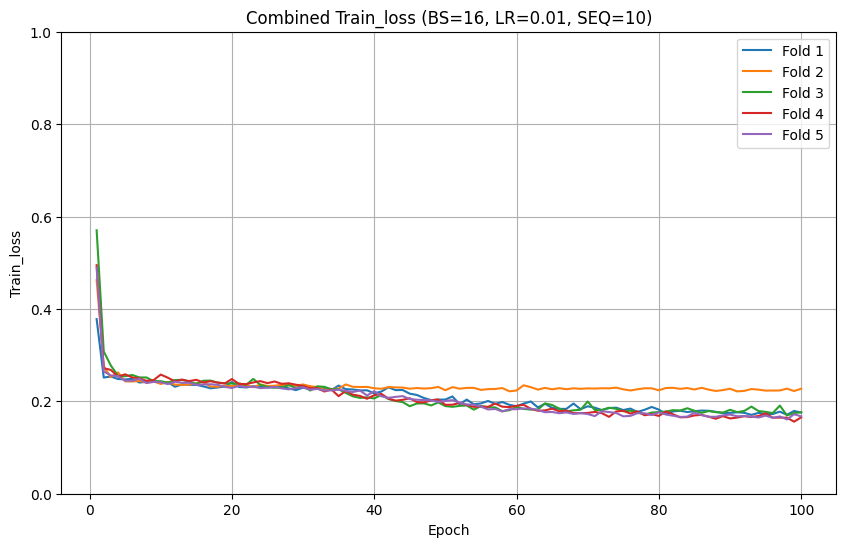 Combined Train_loss (BS=16, LR=0.01, SEQ=10)
Fold 1
Fold 2
Fold 3
Fold 4
Fold 5
Train_loss
1.0
0.8
0.6
0.4
0.2
0.0
0 20 40 60 80 100
Epoch